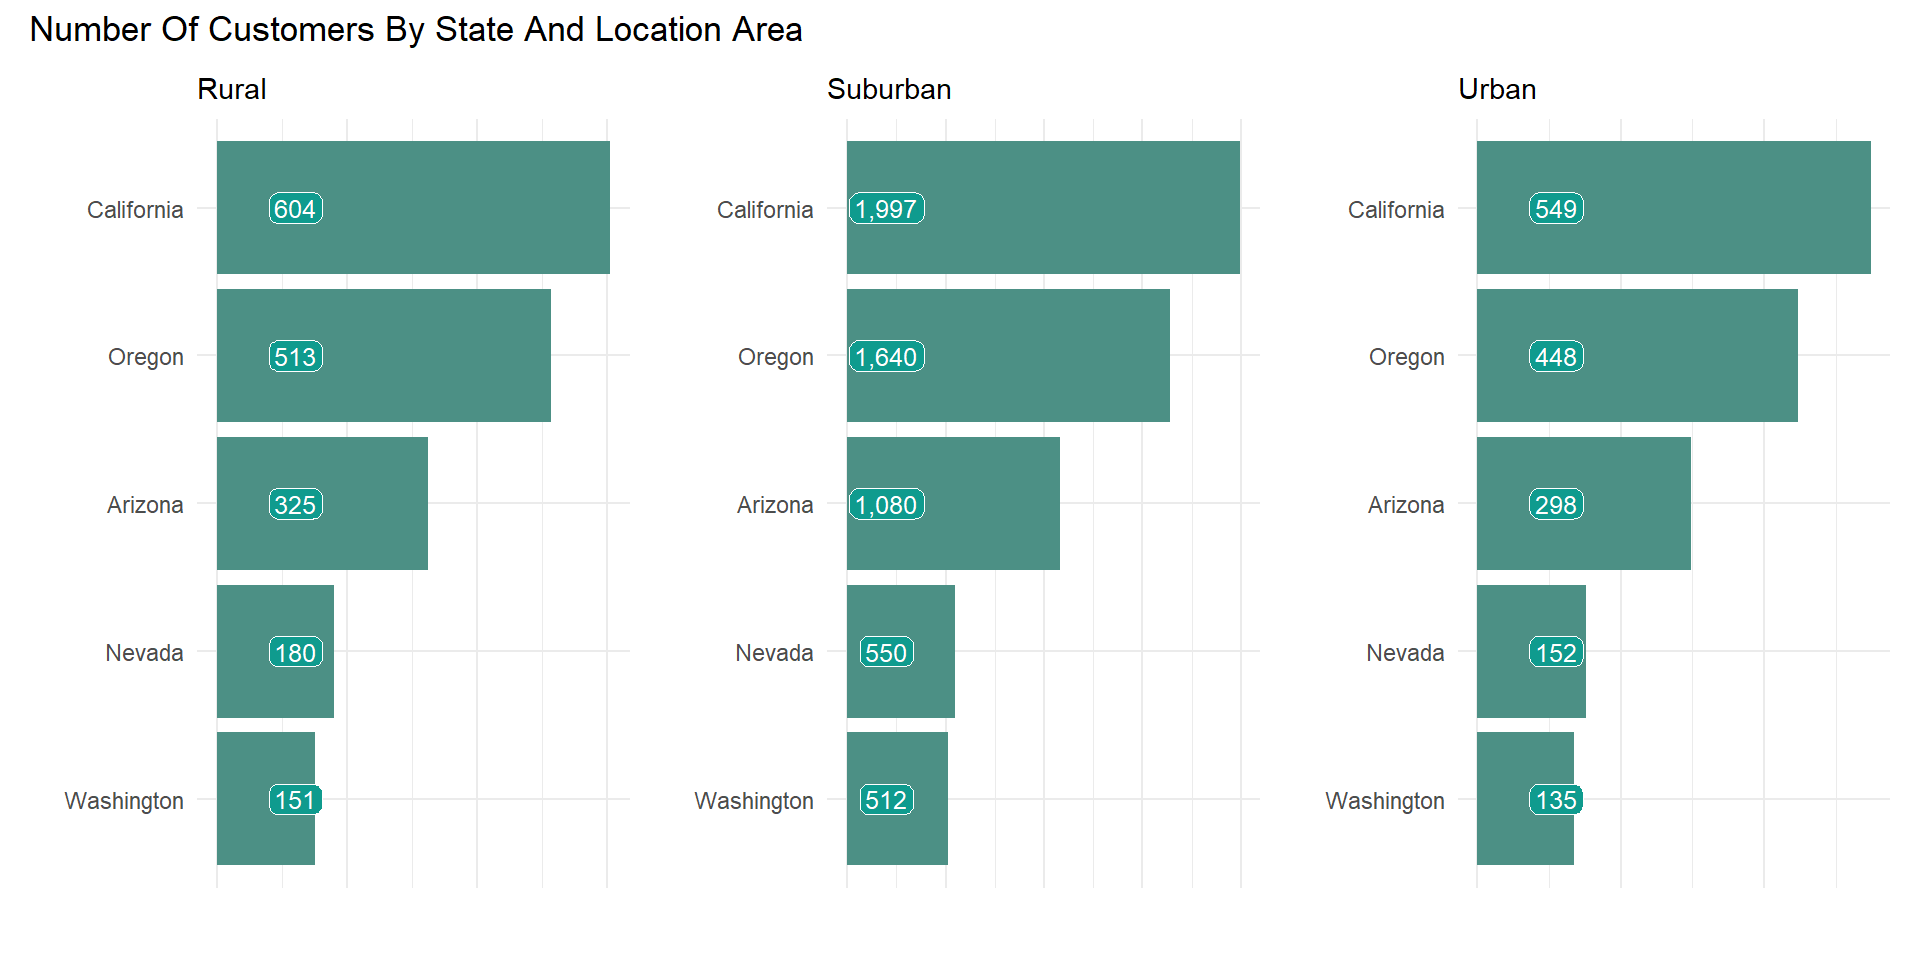 Number Of Customers By State And Location Area
Rural
California 604
Oregon 513
Arizona 325
Nevada 180
Washington 151
Suburban
California 1,997
Oregon 1,640
Arizona 1,080
Nevada 550
Washington 512
Urban
California 549
Oregon 448
Arizona 298
Nevada 152
Washington 135